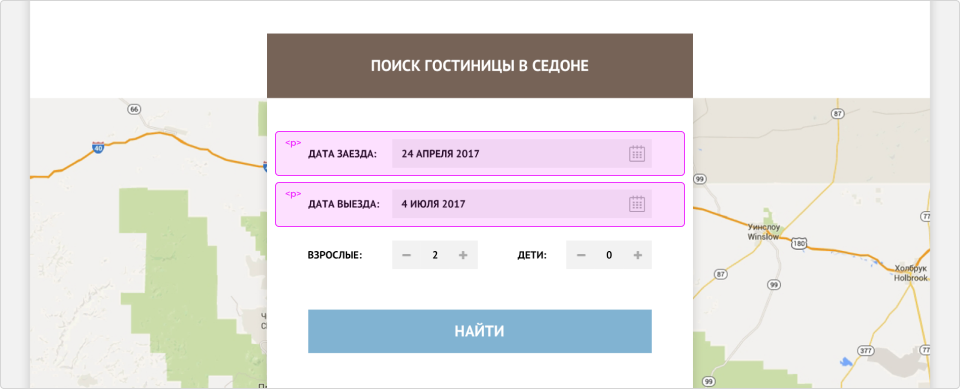 ПОИСК ГОСТИНИЦЫ В СЕДОНЕ
66
87
40
<p>
ДАТА ЗАЕЗДА: 24 АПРЕЛЯ 2017
99
<p>
ДАТА ВЫЕЗДА: 4 ИЮЛЯ 2017
77
Уинслоу
Winslow
180
ВЗРОСЛЫЕ: − 2 + ДЕТИ: − 0 +
87
Холбрук
Holbrook
99
НАЙТИ
377
77
99